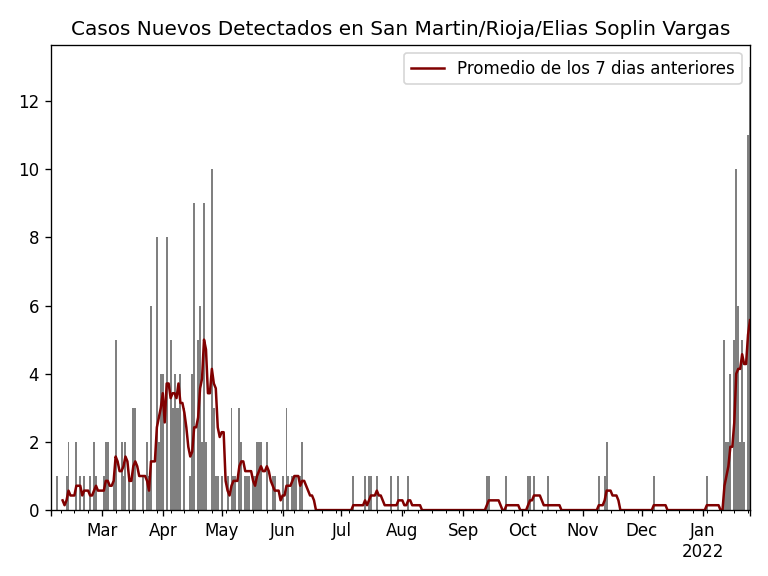 Casos Nuevos Detectados en San Martin/Rioja/Elias Soplin Vargas
Promedio de los 7 dias anteriores
12
10
8
6
4
2
0
Mar Apr May Jun Jul Aug Sep Oct Nov Dec Jan
2022